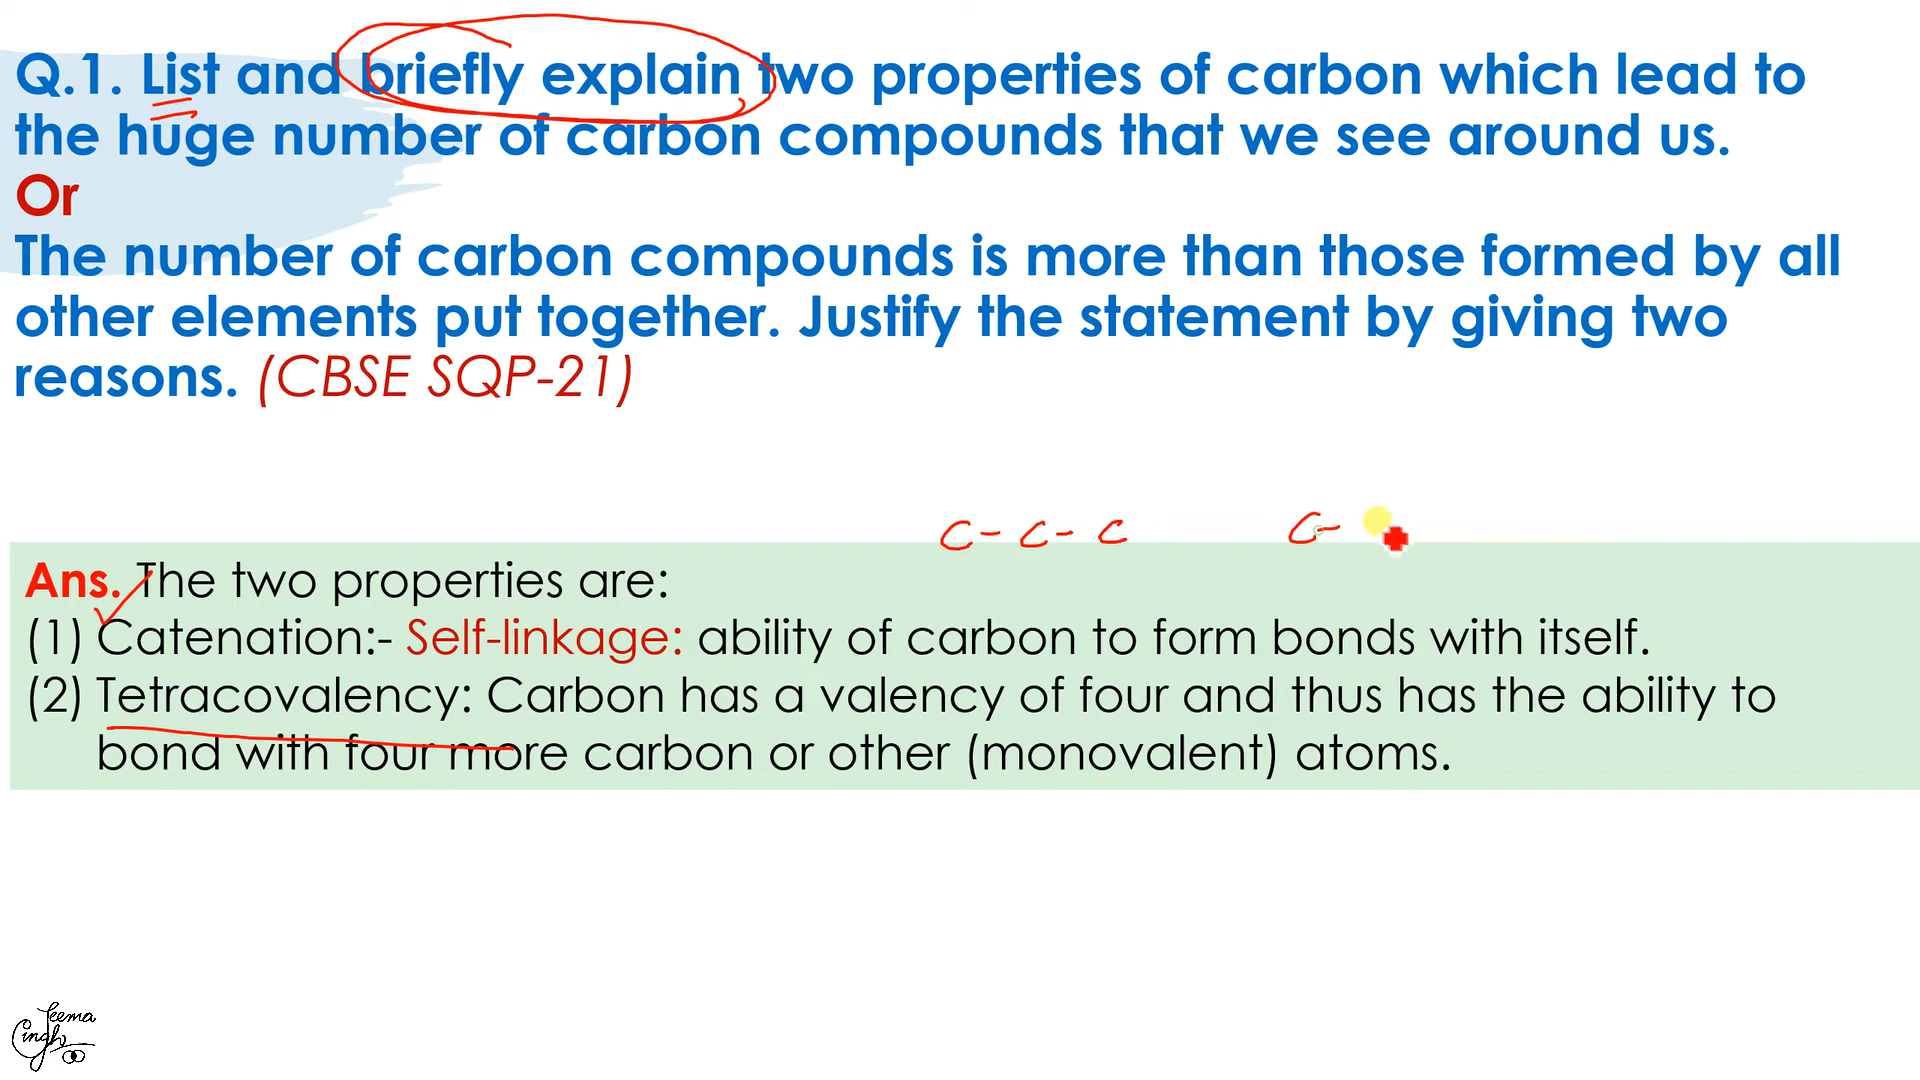 Q.1. List and briefly explain two properties of carbon which lead to
the huge number of carbon compounds that we see around us.
Or
The number of carbon compounds is more than those formed by all
other elements put together. Justify the statement by giving two
reasons. (CBSE SQP-21)
C - C - C C -
Ans. The two properties are:
(1) Catenation:- Self-linkage: ability of carbon to form bonds with itself.
(2) Tetracovalency: Carbon has a valency of four and thus has the ability to
bond with four more carbon or other (monovalent) atoms.
Seema
Singh